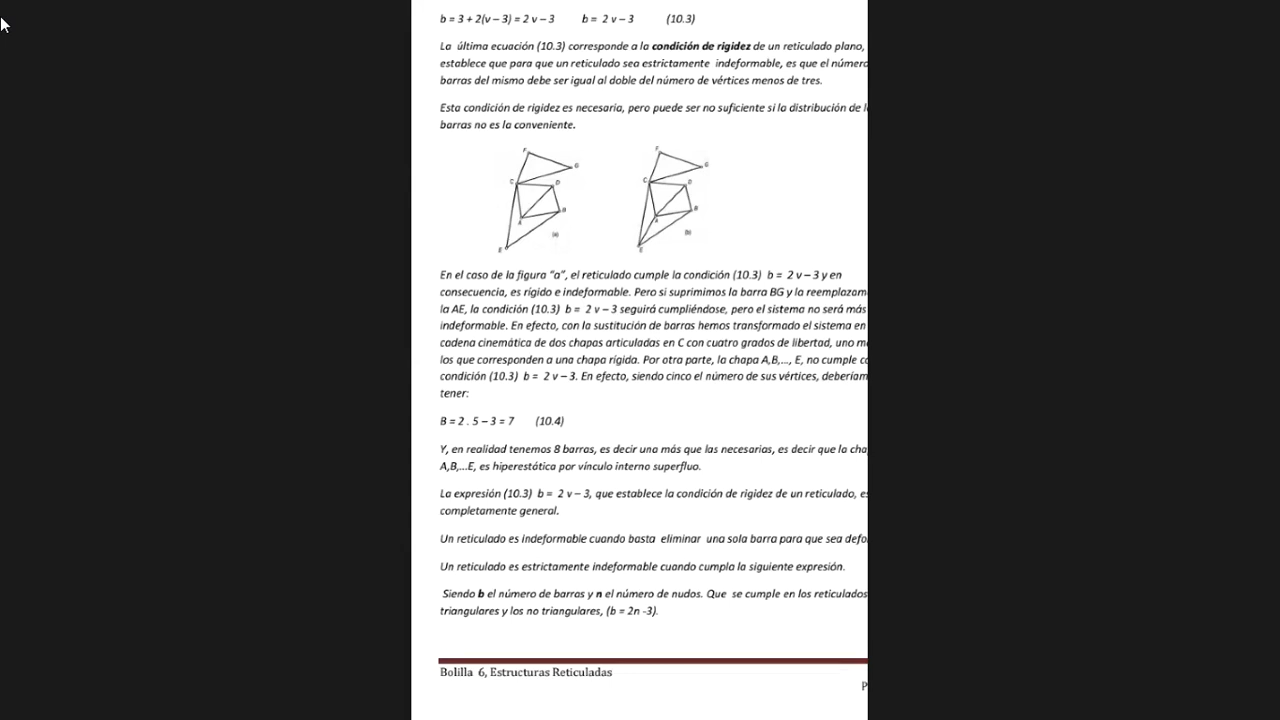 b = 3 + 2(v – 3) = 2 v – 3 b = 2 v – 3 (10.3)
La última ecuación (10.3) corresponde a la condición de rigidez de un reticulado plano,
establece que para que un reticulado sea estrictamente indeformable, es que el número
barras del mismo debe ser igual al doble del número de vértices menos de tres.
Esta condición de rigidez es necesaria, pero puede ser no suficiente si la distribución de l
barras no es la conveniente.
F F
G G
C D C D
B B
A A
(a) (b)
E E
En el caso de la figura "a", el reticulado cumple la condición (10.3) b = 2 v – 3 y en
consecuencia, es rígido e indeformable. Pero si suprimimos la barra BG y la reemplazam
la AE, la condición (10.3) b = 2 v – 3 seguirá cumpliéndose, pero el sistema no será más
indeformable. En efecto, con la sustitución de barras hemos transformado el sistema en
cadena cinemática de dos chapas articuladas en C con cuatro grados de libertad, uno m
los que corresponden a una chapa rígida. Por otra parte, la chapa A,B,..., E, no cumple c
condición (10.3) b = 2 v – 3. En efecto, siendo cinco el número de sus vértices, deberíam
tener:
B = 2 . 5 – 3 = 7 (10.4)
Y, en realidad tenemos 8 barras, es decir una más que las necesarias, es decir que la cha
A,B,...E, es hiperestática por vínculo interno superfluo.
La expresión (10.3) b = 2 v – 3, que establece la condición de rigidez de un reticulado, es
completamente general.
Un reticulado es indeformable cuando basta eliminar una sola barra para que sea defo
Un reticulado es estrictamente indeformable cuando cumpla la siguiente expresión.
Siendo b el número de barras y n el número de nudos. Que se cumple en los reticulados
triangulares y los no triangulares, (b = 2n -3).
Bolilla 6, Estructuras Reticuladas
P